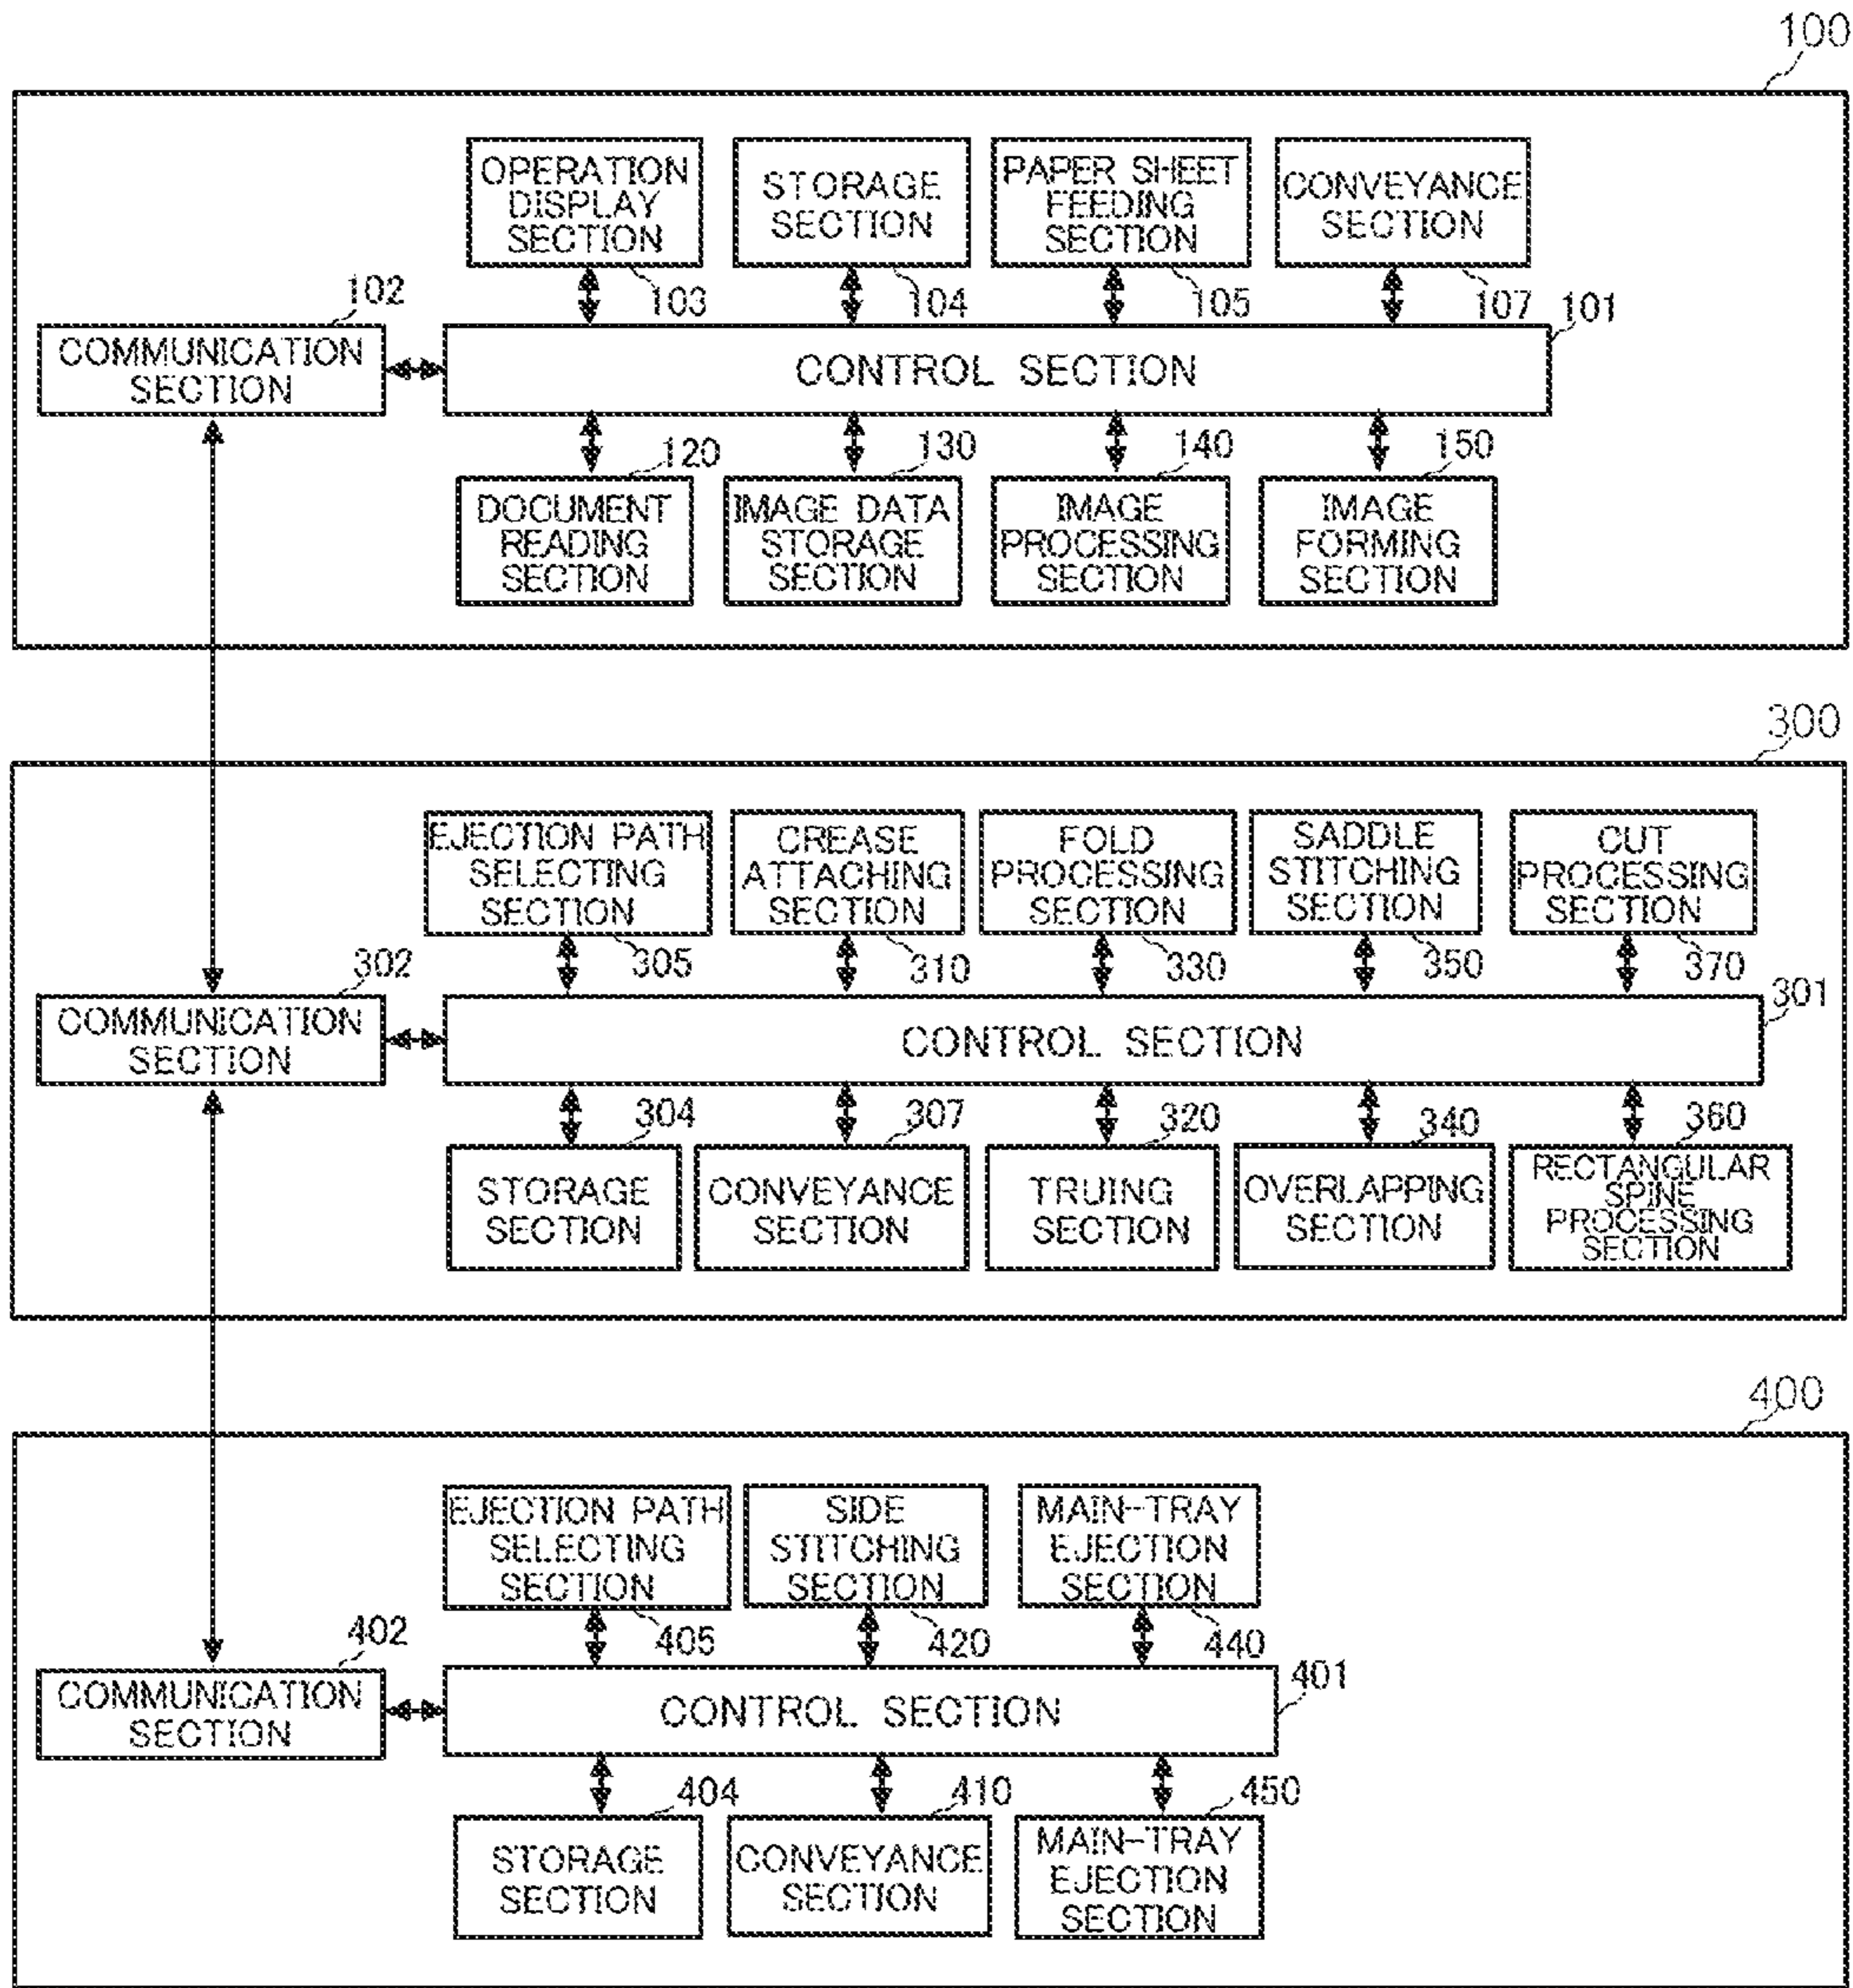 100
OPERATION
DISPLAY
SECTION
STORAGE
SECTION
PAPER SHEET
FEEDING
SECTION
CONVEYANCE
SECTION
103
104
105
107
101
102
COMMUNICATION
SECTION
CONTROL SECTION
120
130
140
150
DOCUMENT
READING
SECTION
IMAGE DATA
STORAGE
SECTION
IMAGE
PROCESSING
SECTION
IMAGE
FORMING
SECTION
300
EJECTION PATH
SELECTING
SECTION
CREASE
ATTACHING
SECTION
FOLD
PROCESSING
SECTION
SADDLE
STITCHING
SECTION
CUT
PROCESSING
SECTION
305
310
330
350
370
301
302
COMMUNICATION
SECTION
CONTROL SECTION
304
307
320
340
360
STORAGE
SECTION
CONVEYANCE
SECTION
TRUING
SECTION
OVERLAPPING
SECTION
RECTANGULAR
SPINE
PROCESSING
SECTION
400
EJECTION PATH
SELECTING
SECTION
SIDE
STITCHING
SECTION
MAIN-TRAY
EJECTION
SECTION
405
420
440
401
402
COMMUNICATION
SECTION
CONTROL SECTION
404
410
450
STORAGE
SECTION
CONVEYANCE
SECTION
MAIN-TRAY
EJECTION
SECTION